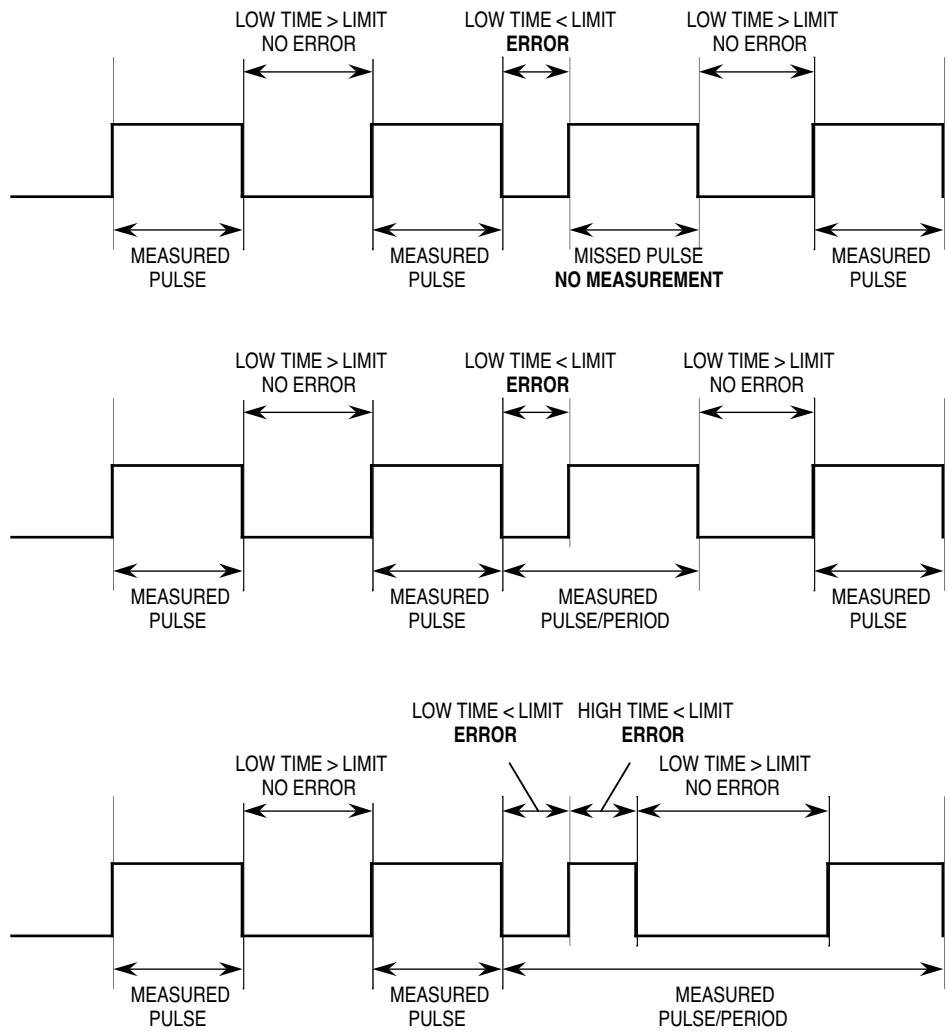 LOW TIME > LIMIT
NO ERROR
LOW TIME < LIMIT
ERROR
LOW TIME > LIMIT
NO ERROR
MEASURED
PULSE
MEASURED
PULSE
MISSED PULSE
NO MEASUREMENT
MEASURED
PULSE
LOW TIME > LIMIT
NO ERROR
LOW TIME < LIMIT
ERROR
LOW TIME > LIMIT
NO ERROR
MEASURED
PULSE
MEASURED
PULSE
MEASURED
PULSE/PERIOD
MEASURED
PULSE
LOW TIME < LIMIT
ERROR
HIGH TIME < LIMIT
ERROR
LOW TIME > LIMIT
NO ERROR
LOW TIME > LIMIT
NO ERROR
MEASURED
PULSE
MEASURED
PULSE
MEASURED
PULSE/PERIOD